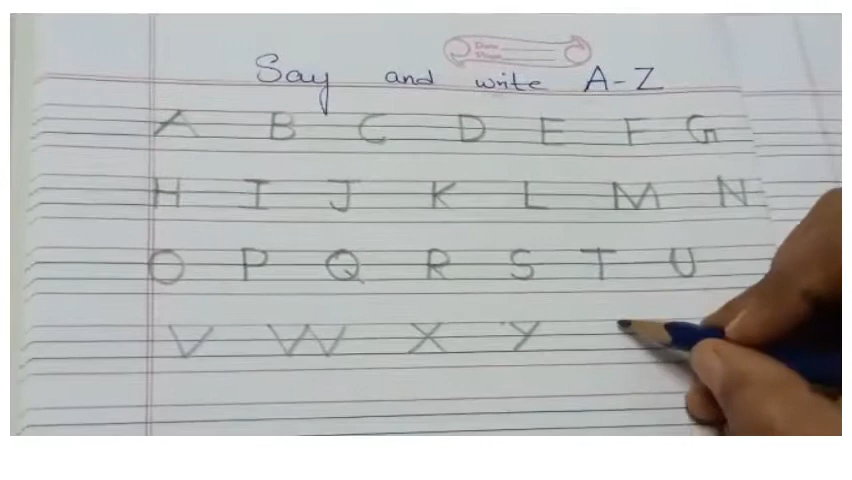 Say and write A-Z
A B C D E F G
H I J K L M N
O P Q R S T U
V W X Y